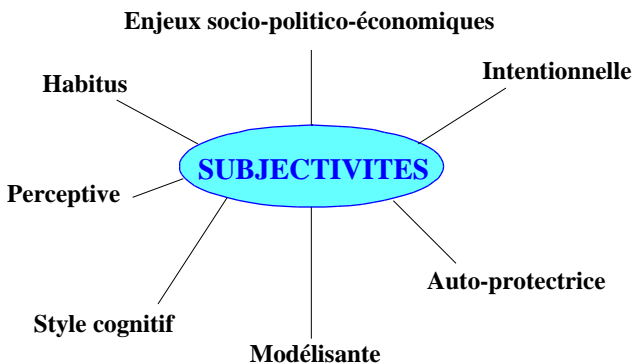 Enjeux socio-politico-économiques
Intentionnelle
Habitus
SUBJECTIVITES
Perceptive
Auto-protectrice
Style cognitif
Modélisante